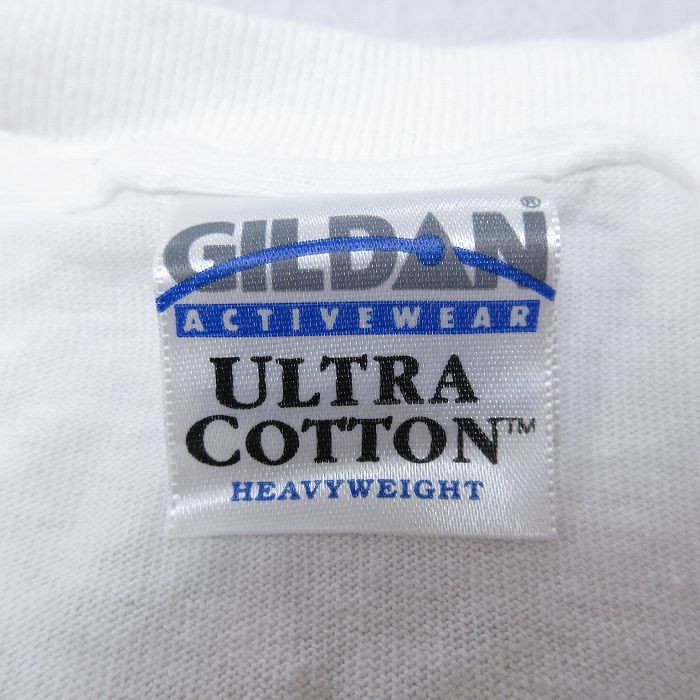 GILDAN®
ACTIVEWEAR
ULTRA
COTTON™
HEAVYWEIGHT